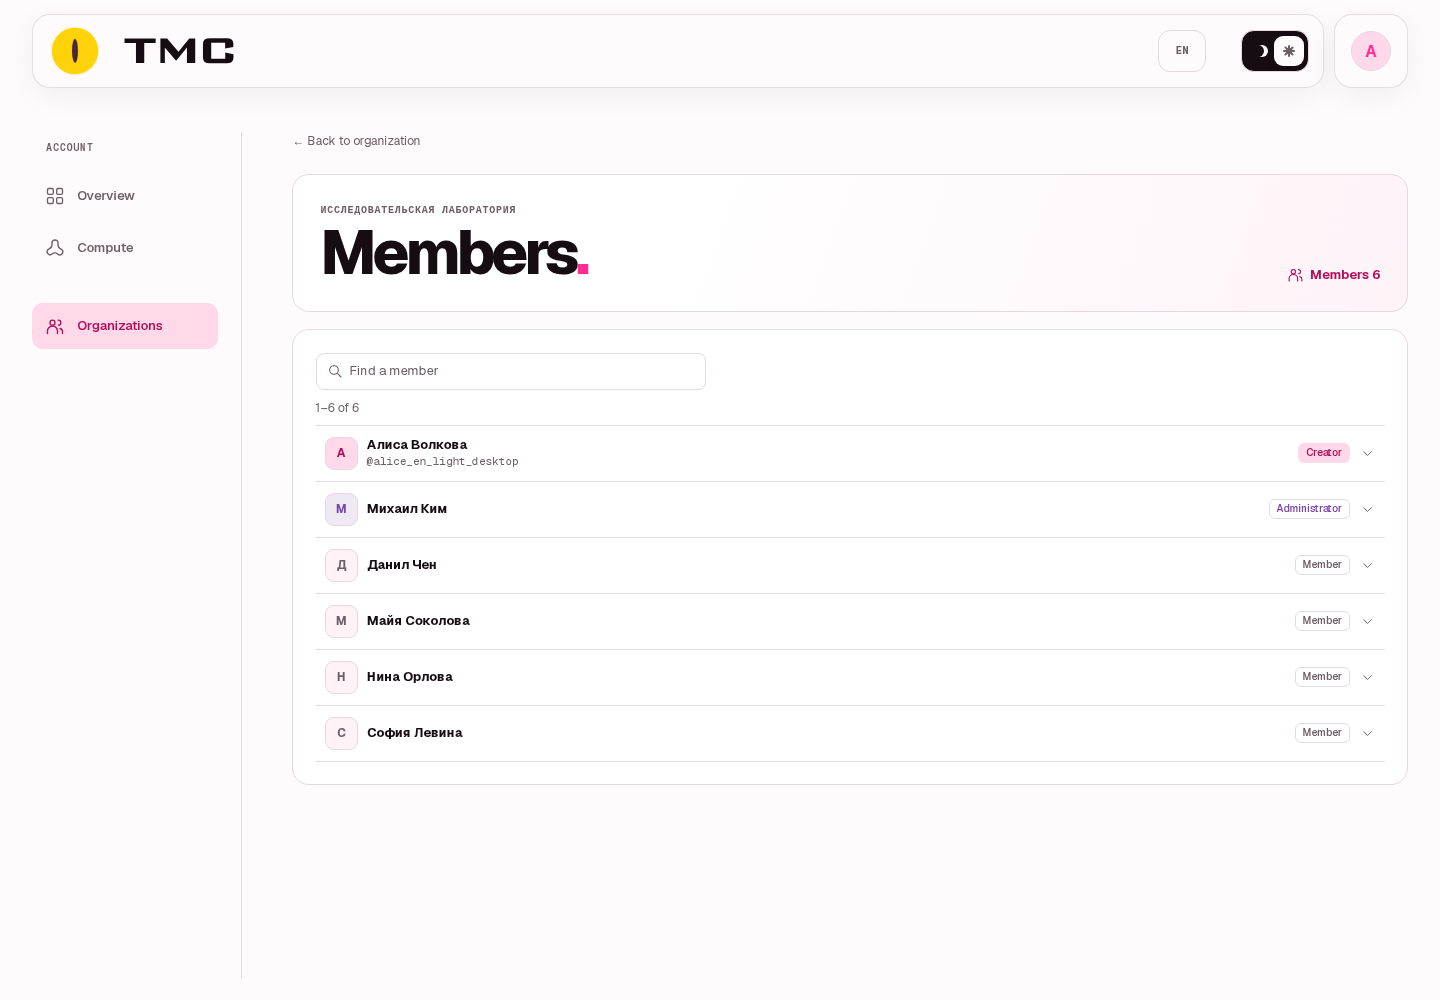 TMC
EN
A
ACCOUNT
Overview
Compute
Organizations
← Back to organization
ИССЛЕДОВАТЕЛЬСКАЯ ЛАБОРАТОРИЯ
Members.
Members 6
Find a member
1–6 of 6
А Алиса Волкова Creator
@alice_en_light_desktop
М Михаил Ким Administrator
Д Данил Чен Member
М Майя Соколова Member
Н Нина Орлова Member
С София Левина Member